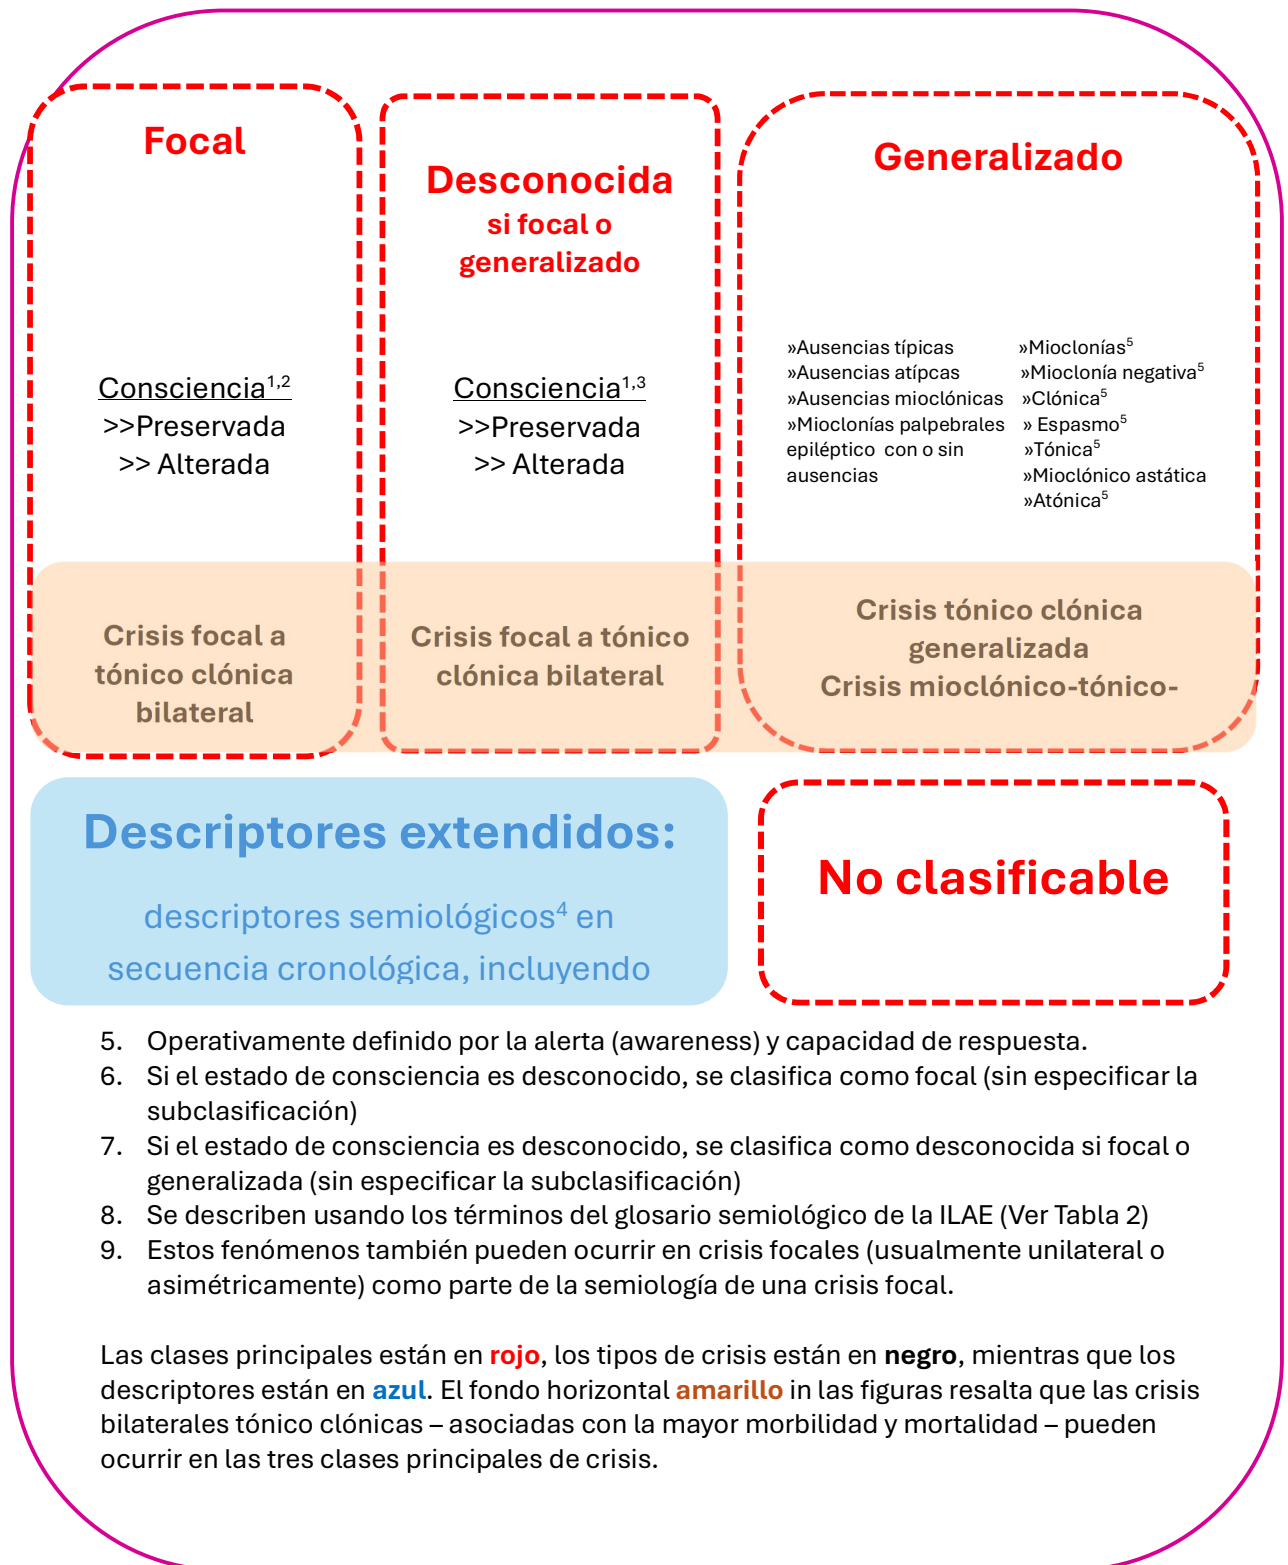 Focal
Consciencia1,2
>>Preservada
>> Alterada
Crisis focal a
tónico clónica
bilateral
Desconocida
si focal o
generalizado
Consciencia1,3
>>Preservada
>> Alterada
Crisis focal a tónico
clónica bilateral
Generalizado
»Ausencias típicas
»Ausencias atípcas
»Ausencias mioclónicas
»Mioclonías palpebrales
epiléptico con o sin
ausencias
»Mioclonías5
»Mioclonía negativa5
»Clónica5
» Espasmo5
»Tónica5
»Mioclónico astática
»Atónica5
Crisis tónico clónica
generalizada
Crisis mioclónico-tónico-
Descriptores extendidos:
descriptores semiológicos4 en
secuencia cronológica, incluyendo
No clasificable
5. Operativamente definido por la alerta (awareness) y capacidad de respuesta.
6. Si el estado de consciencia es desconocido, se clasifica como focal (sin especificar la
subclasificación)
7. Si el estado de consciencia es desconocido, se clasifica como desconocida si focal o
generalizada (sin especificar la subclasificación)
8. Se describen usando los términos del glosario semiológico de la ILAE (Ver Tabla 2)
9. Estos fenómenos también pueden ocurrir en crisis focales (usualmente unilateral o
asimétricamente) como parte de la semiología de una crisis focal.
Las clases principales están en rojo, los tipos de crisis están en negro, mientras que los
descriptores están en azul. El fondo horizontal amarillo in las figuras resalta que las crisis
bilaterales tónico clónicas – asociadas con la mayor morbilidad y mortalidad – pueden
ocurrir en las tres clases principales de crisis.